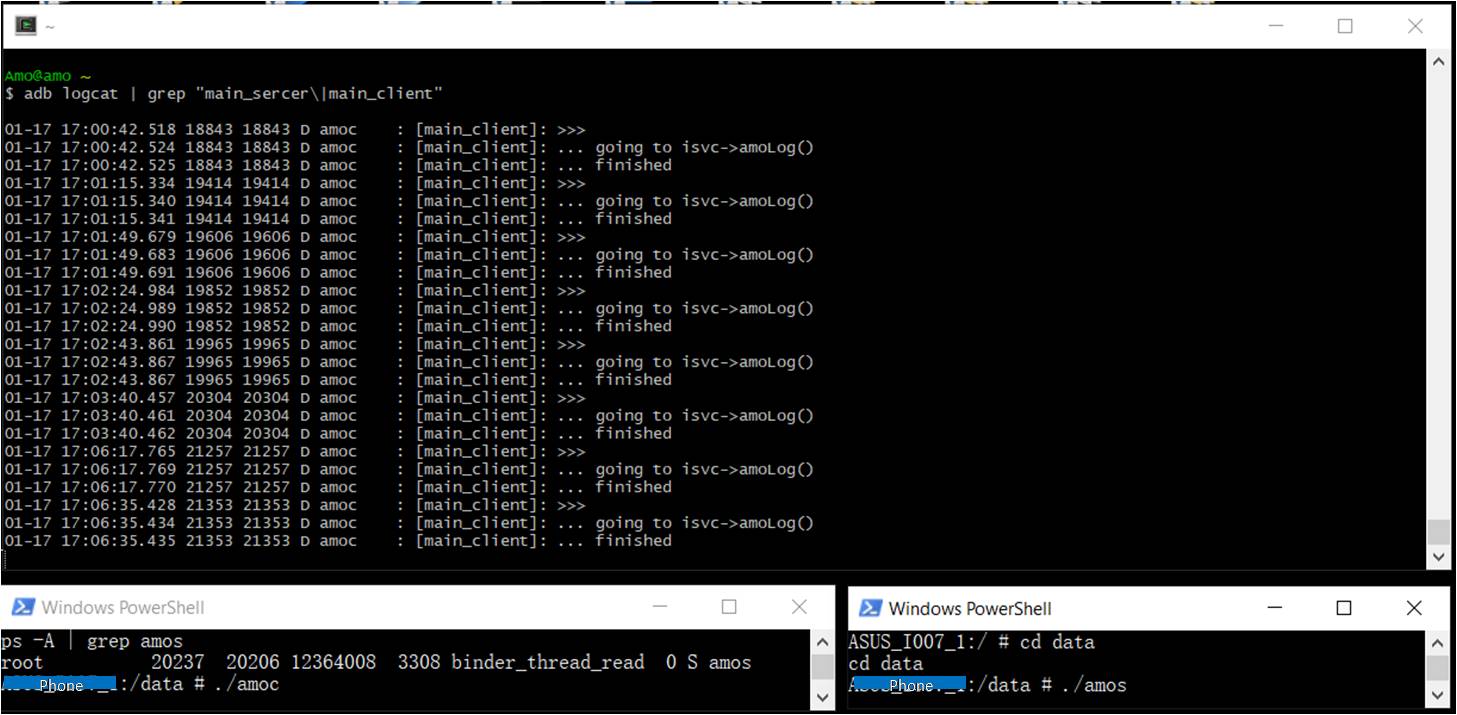 ~
Amo@amo ~
$ adb logcat | grep "main_sercer\|main_client"
01-17 17:00:42.518 18843 18843 D amoc    : [main_client]: >>>
01-17 17:00:42.524 18843 18843 D amoc    : [main_client]: ... going to isvc->amoLog()
01-17 17:00:42.525 18843 18843 D amoc    : [main_client]: ... finished
01-17 17:01:15.334 19414 19414 D amoc    : [main_client]: >>>
01-17 17:01:15.340 19414 19414 D amoc    : [main_client]: ... going to isvc->amoLog()
01-17 17:01:15.341 19414 19414 D amoc    : [main_client]: ... finished
01-17 17:01:49.679 19606 19606 D amoc    : [main_client]: >>>
01-17 17:01:49.683 19606 19606 D amoc    : [main_client]: ... going to isvc->amoLog()
01-17 17:01:49.691 19606 19606 D amoc    : [main_client]: ... finished
01-17 17:02:24.984 19852 19852 D amoc    : [main_client]: >>>
01-17 17:02:24.989 19852 19852 D amoc    : [main_client]: ... going to isvc->amoLog()
01-17 17:02:24.990 19852 19852 D amoc    : [main_client]: ... finished
01-17 17:02:43.861 19965 19965 D amoc    : [main_client]: >>>
01-17 17:02:43.867 19965 19965 D amoc    : [main_client]: ... going to isvc->amoLog()
01-17 17:02:43.867 19965 19965 D amoc    : [main_client]: ... finished
01-17 17:03:40.457 20304 20304 D amoc    : [main_client]: >>>
01-17 17:03:40.461 20304 20304 D amoc    : [main_client]: ... going to isvc->amoLog()
01-17 17:03:40.462 20304 20304 D amoc    : [main_client]: ... finished
01-17 17:06:17.765 21257 21257 D amoc    : [main_client]: >>>
01-17 17:06:17.769 21257 21257 D amoc    : [main_client]: ... going to isvc->amoLog()
01-17 17:06:17.770 21257 21257 D amoc    : [main_client]: ... finished
01-17 17:06:35.428 21353 21353 D amoc    : [main_client]: >>>
01-17 17:06:35.434 21353 21353 D amoc    : [main_client]: ... going to isvc->amoLog()
01-17 17:06:35.435 21353 21353 D amoc    : [main_client]: ... finished
Windows PowerShell
ps -A | grep amos
root 20237 20206 12364008 3308 binder_thread_read 0 S amos
Phone :/data # ./amoc
Windows PowerShell
ASUS_I007_1:/ # cd data
cd data
Phone :/data # ./amos